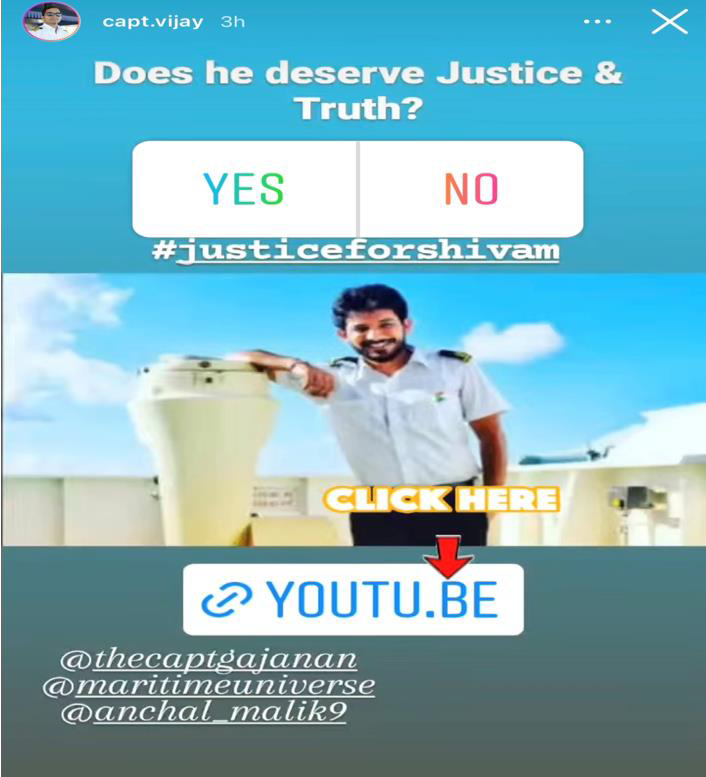 capt.vijay 3h
Does he deserve Justice &
Truth?
YES NO
#justiceforshivam
CLICK HERE
YOUTU.BE
@thecaptgajanan
@maritimeuniverse
@anchal_malik9